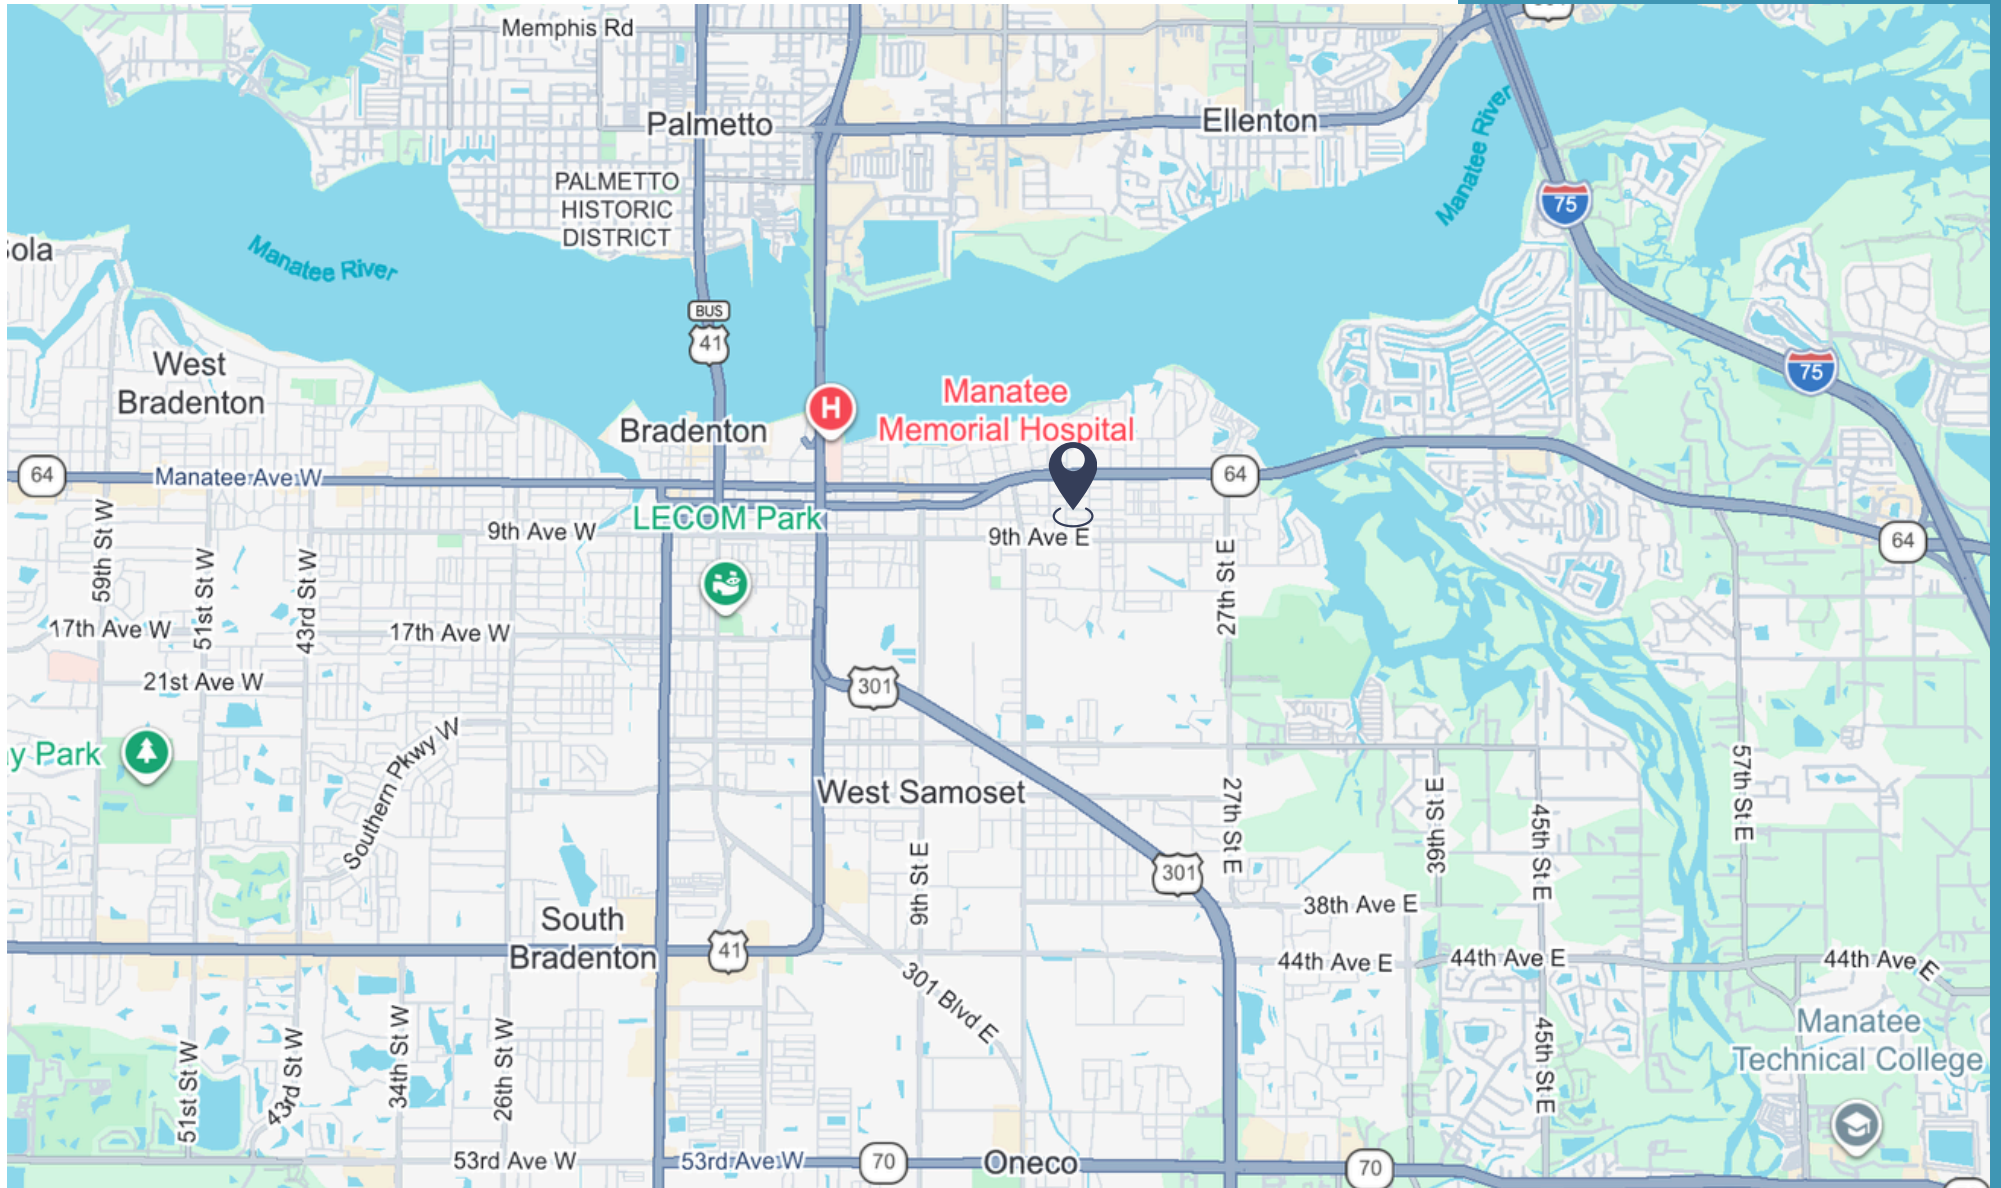 Memphis Rd
Palmetto
Ellenton
Manatee River
PALMETTO
HISTORIC
DISTRICT
75
Manatee River
BUS
41
West
Bradenton
75
Manatee
Memorial Hospital
H
Bradenton
64
Manatee Ave W
64
LECOM Park
9th Ave W
9th Ave E
64
59th St W
51st St W
43rd St W
27th St E
17th Ave W
17th Ave W
21st Ave W
301
Southern Pkwy W
Park
West Samoset
27th St E
39th St E
45th St E
57th St E
301
9th St E
38th Ave E
South
Bradenton
41
44th Ave E
44th Ave E
44th Ave E
301 Blvd E
Manatee
Technical College
51st St W
43rd St W
34th St W
26th St W
45th St E
53rd Ave W
53rd Ave W
70
Oneco
70